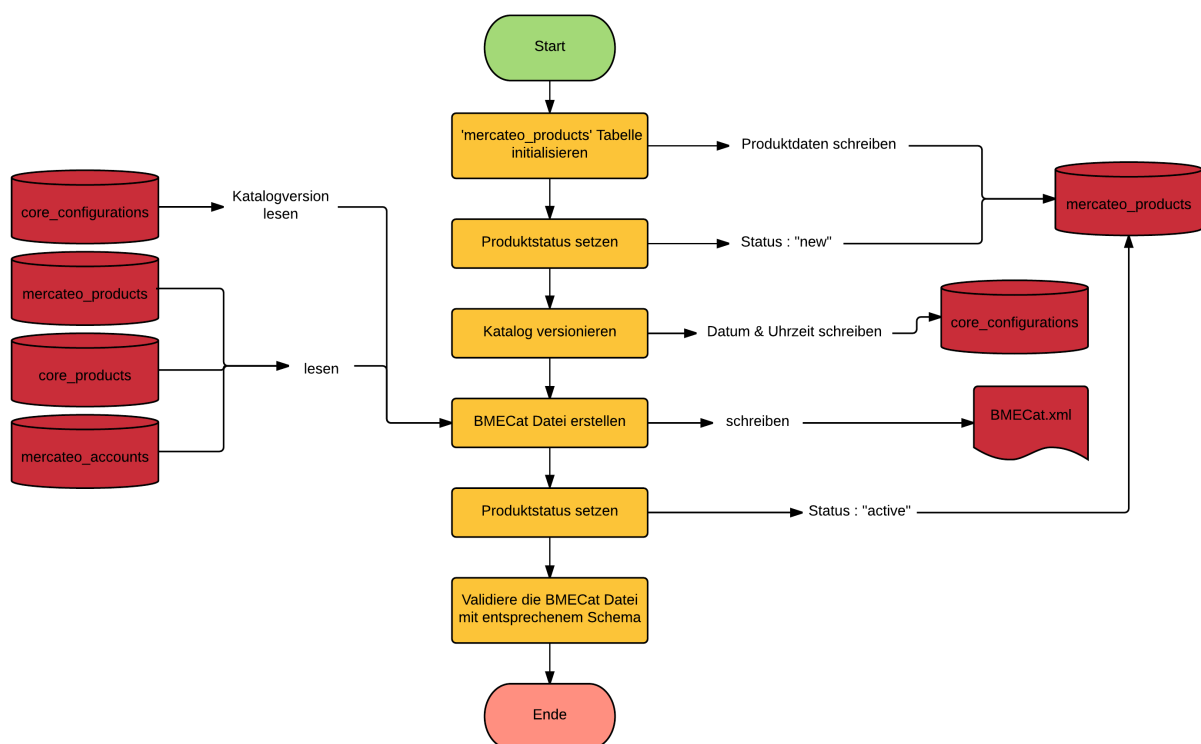 Start
'mercateo_products' Tabelle
initialisieren
Produktdaten schreiben
mercateo_products
core_configurations
Katalogversion
lesen
Produktstatus setzen
Status : "new"
mercateo_products
Katalog versionieren
Datum & Uhrzeit schreiben
core_configurations
core_products
lesen
mercateo_accounts
BMECat Datei erstellen
schreiben
BMECat.xml
Produktstatus setzen
Status : "active"
Validiere die BMECat Datei
mit entsprechenem Schema
Ende